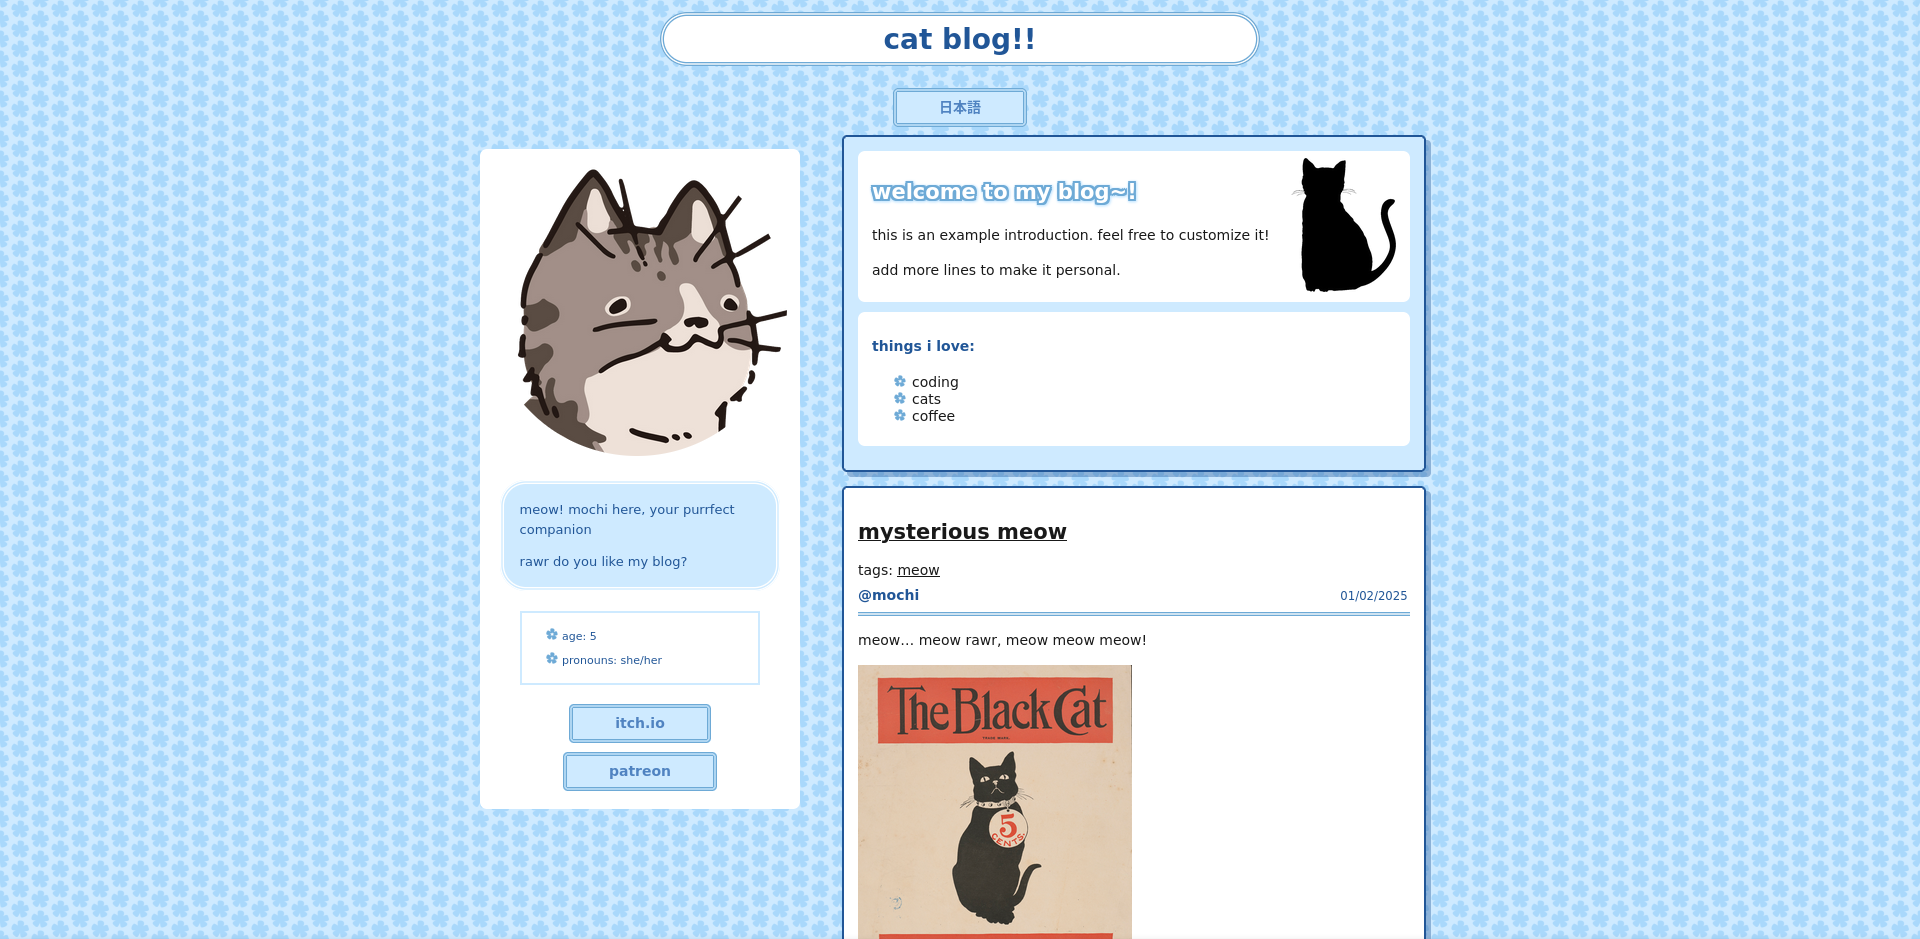 cat blog!!
日本語
meow! mochi here, your purrfect
companion
rawr do you like my blog?
age: 5
pronouns: she/her
itch.io
patreon
welcome to my blog~!
this is an example introduction. feel free to customize it!
add more lines to make it personal.
things i love:
coding
cats
coffee
mysterious meow
tags: meow
@mochi 01/02/2025
meow... meow rawr, meow meow meow!
The Black Cat
TRADE MARK.
5
CENTS.